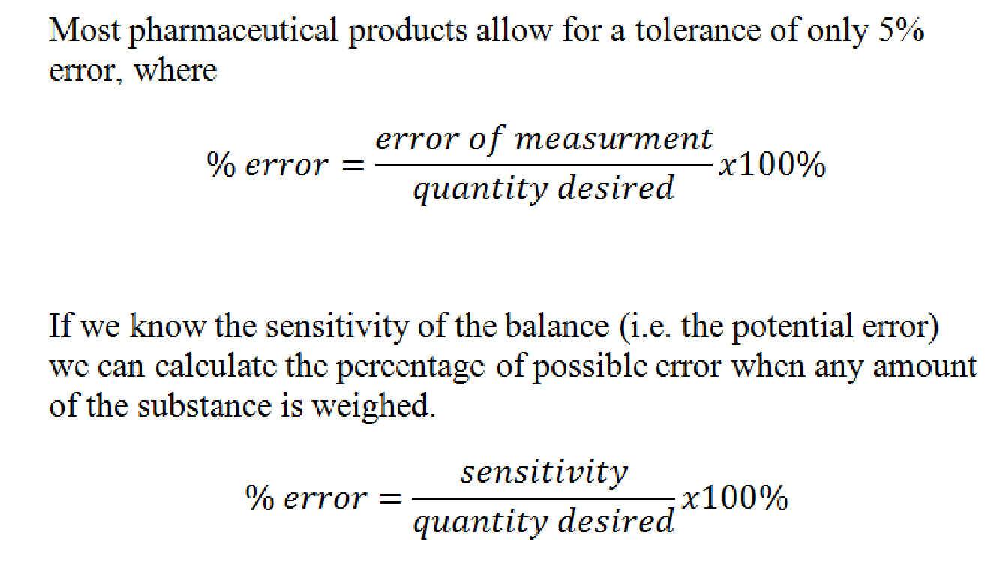 Most pharmaceutical products allow for a tolerance of only 5%
error, where
% error = error of measurment / quantity desired x100%
If we know the sensitivity of the balance (i.e. the potential error)
we can calculate the percentage of possible error when any amount
of the substance is weighed.
% error = sensitivity / quantity desired x100%